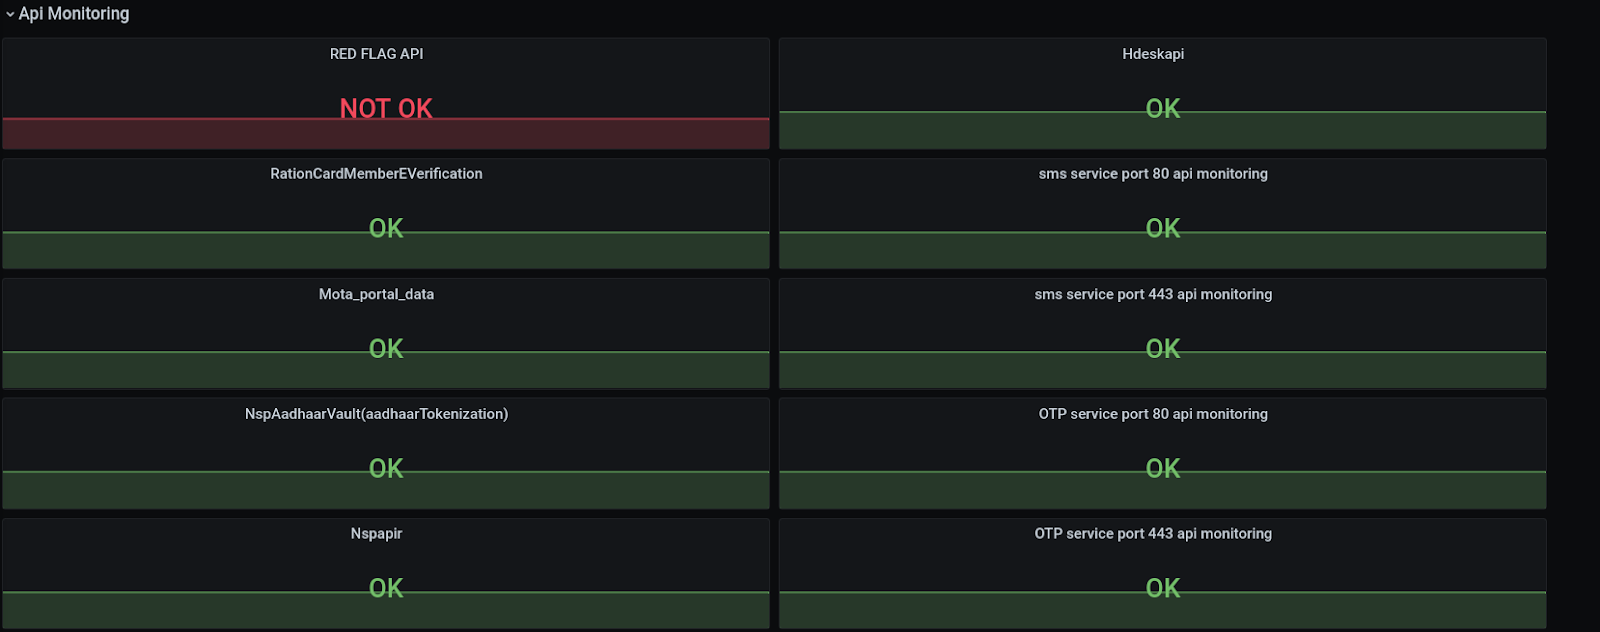 Api Monitoring
RED FLAG API
NOT OK
Hdeskapi
OK
RationCardMemberEVerification
OK
sms service port 80 api monitoring
OK
Mota_portal_data
OK
sms service port 443 api monitoring
OK
NspAadhaarVault(aadhaarTokenization)
OK
OTP service port 80 api monitoring
OK
Nspapir
OK
OTP service port 443 api monitoring
OK